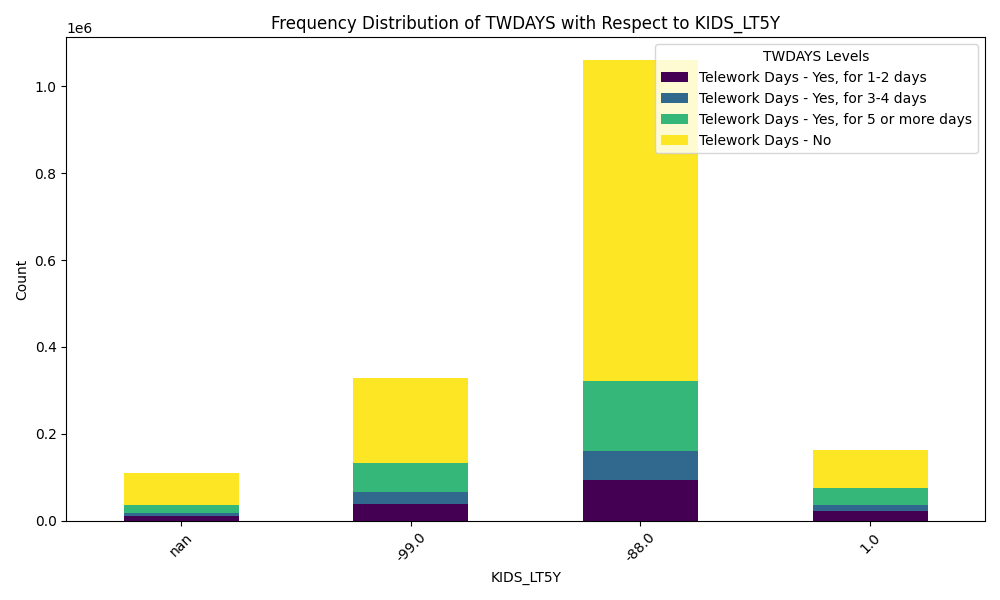 Frequency Distribution of TWDAYS with Respect to KIDS_LT5Y
1e6
TWDAYS Levels
Telework Days - Yes, for 1-2 days
Telework Days - Yes, for 3-4 days
Telework Days - Yes, for 5 or more days
Telework Days - No
1.0
0.8
0.6
0.4
0.2
0.0
Count
nan
-99.0
-88.0
1.0
KIDS_LT5Y